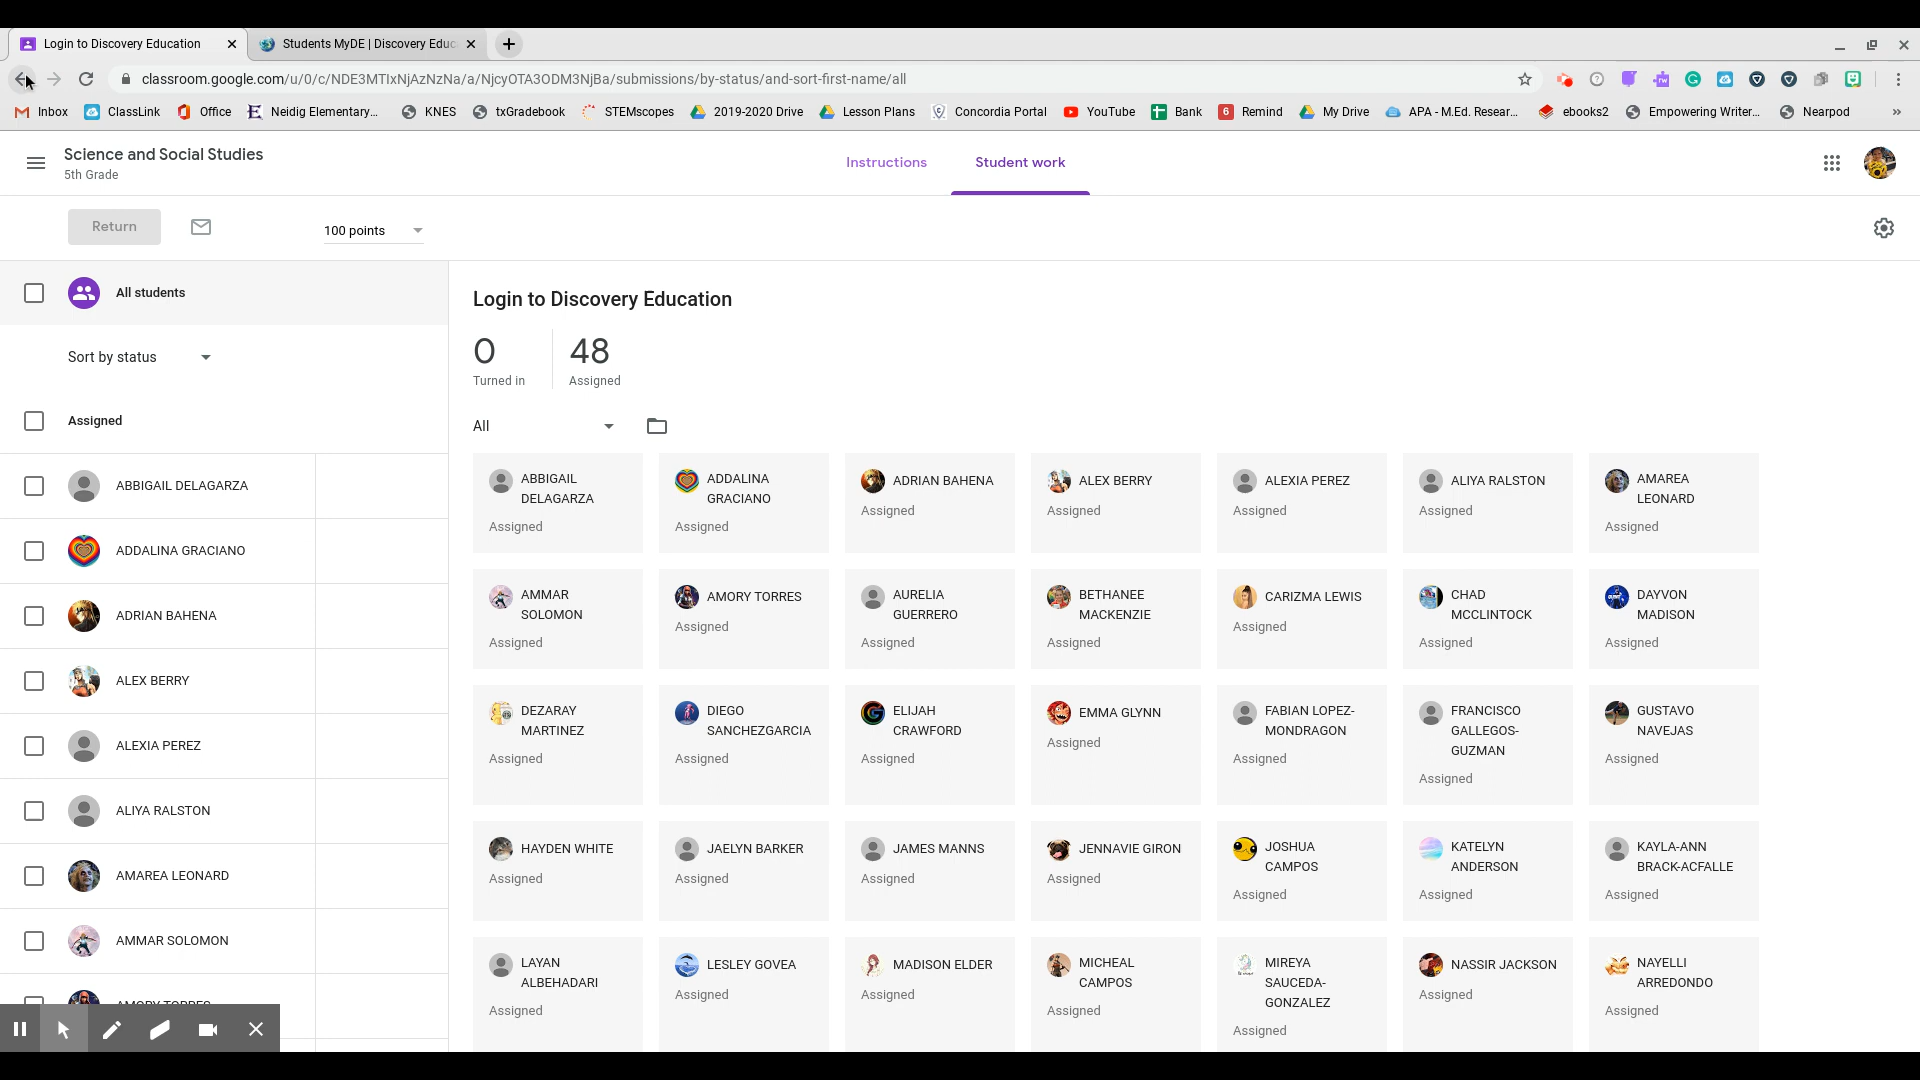 Login to Discovery Education
Students MyDE | Discovery Educ
classroom.google.com/u/0/c/NDE3MTIxNjAzNzNa/a/NjcyOTA3ODM3NjBa/submissions/by-status/and-sort-first-name/all
Inbox ClassLink Office Neidig Elementary... KNES txGradebook STEMscopes 2019-2020 Drive Lesson Plans Concordia Portal YouTube Bank 6 Remind My Drive APA - M.Ed. Resear... ebooks2 Empowering Writer... Nearpod »
Science and Social Studies
5th Grade
Instructions
Student work
Return
100 points
All students
Sort by status
Assigned
ABBIGAIL DELAGARZA
ADDALINA GRACIANO
ADRIAN BAHENA
ALEX BERRY
ALEXIA PEREZ
ALIYA RALSTON
AMAREA LEONARD
AMMAR SOLOMON
AMORY TORRES
Login to Discovery Education
0
Turned in
48
Assigned
All
ABBIGAIL
DELAGARZA
Assigned
ADDALINA
GRACIANO
Assigned
ADRIAN BAHENA
Assigned
ALEX BERRY
Assigned
ALEXIA PEREZ
Assigned
ALIYA RALSTON
Assigned
AMAREA
LEONARD
Assigned
AMMAR
SOLOMON
Assigned
AMORY TORRES
Assigned
AURELIA
GUERRERO
Assigned
BETHANEE
MACKENZIE
Assigned
CARIZMA LEWIS
Assigned
CHAD
MCCLINTOCK
Assigned
DAYVON
MADISON
Assigned
DEZARAY
MARTINEZ
Assigned
DIEGO
SANCHEZGARCIA
Assigned
ELIJAH
CRAWFORD
Assigned
EMMA GLYNN
Assigned
FABIAN LOPEZ-
MONDRAGON
Assigned
FRANCISCO
GALLEGOS-
GUZMAN
Assigned
GUSTAVO
NAVEJAS
Assigned
HAYDEN WHITE
Assigned
JAELYN BARKER
Assigned
JAMES MANNS
Assigned
JENNAVIE GIRON
Assigned
JOSHUA
CAMPOS
Assigned
KATELYN
ANDERSON
Assigned
KAYLA-ANN
BRACK-ACFALLE
Assigned
LAYAN
ALBEHADARI
Assigned
LESLEY GOVEA
Assigned
MADISON ELDER
Assigned
MICHEAL
CAMPOS
Assigned
MIREYA
SAUCEDA-
GONZALEZ
Assigned
NASSIR JACKSON
Assigned
NAYELLI
ARREDONDO
Assigned